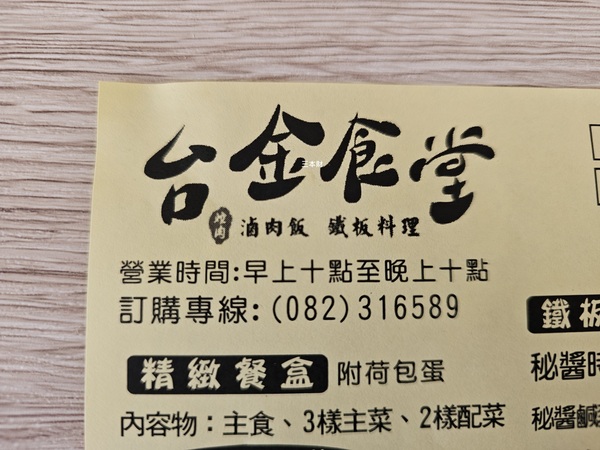 台金食堂
焢肉 滷肉飯 鐵板料理
營業時間:早上十點至晚上十點
訂購專線:(082)316589
精緻餐盒 附荷包蛋
內容物:主食、3樣主菜、2樣配菜
鐵板
秘醬時
秘醬鹹